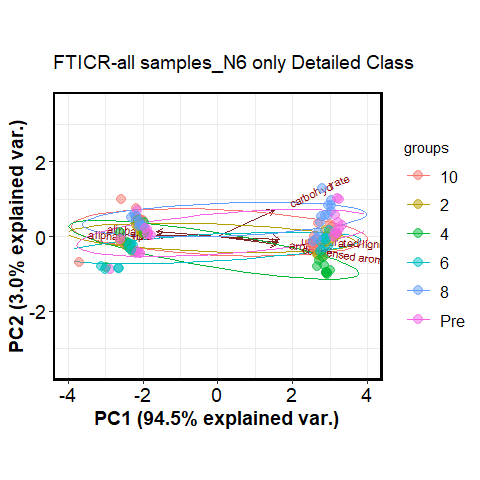 FTICR-all samples_N6 only Detailed Class
PC2 (3.0% explained var.)
2
0
-2
carbohydrate
-4
-2
0
2
4
PC1 (94.5% explained var.)
groups
10
2
4
6
8
Pre